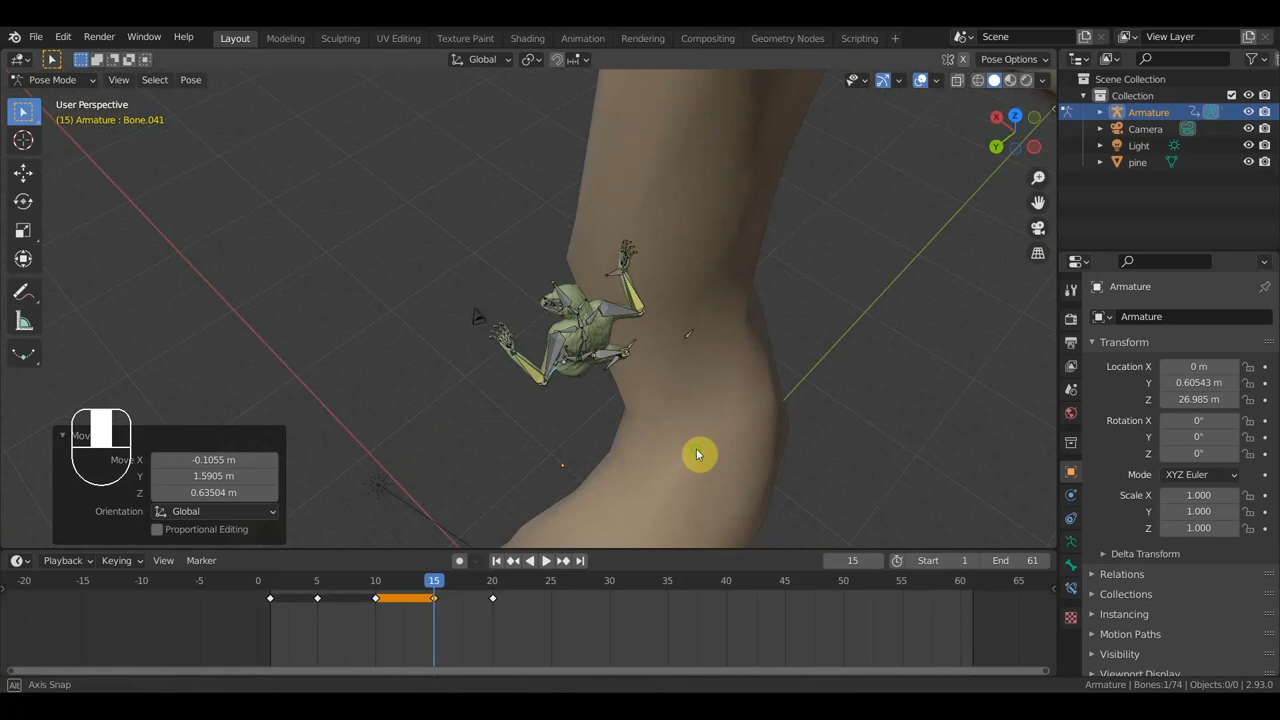 File Edit Render Window Help Layout Modeling Sculpting UV Editing Texture Paint Shading Animation Rendering Compositing Geometry Nodes Scripting + Scene View Layer
Global Pose Options
Pose Mode View Select Pose
User Perspective
(15) Armature : Bone.041
X Z Y
Scene Collection
Collection
Armature
Camera
Light
pine
Armature
Armature
Transform
Location X 0 m
Y 0.60543 m
Z 26.985 m
Rotation X 0°
Y 0°
Z 0°
Mode XYZ Euler
Scale X 1.000
Y 1.000
Z 1.000
Delta Transform
Relations
Collections
Instancing
Motion Paths
Visibility
Viewport Display
Mov
Move X -0.1055 m
Y 1.5905 m
Z 0.63504 m
Orientation Global
Proportional Editing
Playback Keying View Marker 15 Start 1 End 61
-20 -15 -10 -5 0 5 10 15 20 25 30 35 40 45 50 55 60 65
Alt Axis Snap Armature | Bones:1/74 | Objects:0/0 | 2.93.0